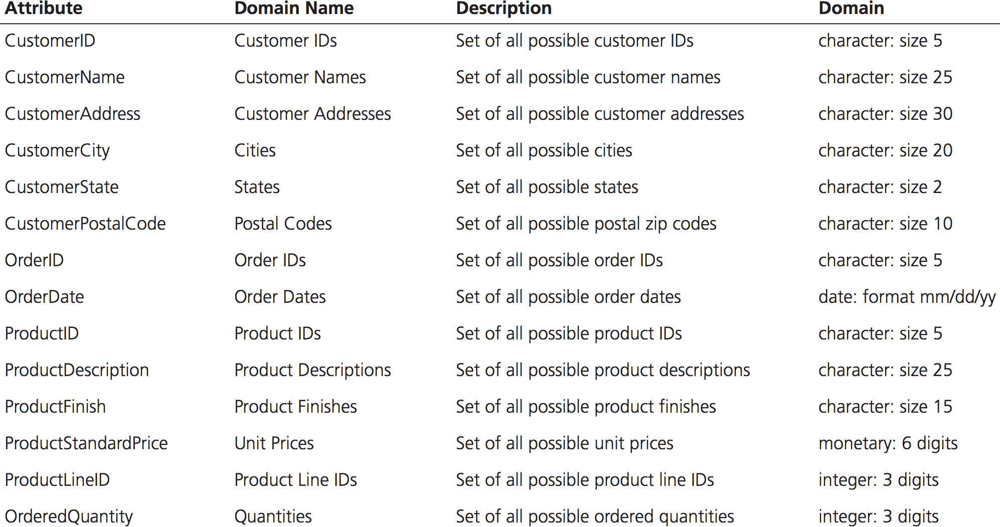 Attribute Domain Name Description Domain
CustomerID Customer IDs Set of all possible customer IDs character: size 5
CustomerName Customer Names Set of all possible customer names character: size 25
CustomerAddress Customer Addresses Set of all possible customer addresses character: size 30
CustomerCity Cities Set of all possible cities character: size 20
CustomerState States Set of all possible states character: size 2
CustomerPostalCode Postal Codes Set of all possible postal zip codes character: size 10
OrderID Order IDs Set of all possible order IDs character: size 5
OrderDate Order Dates Set of all possible order dates date: format mm/dd/yy
ProductID Product IDs Set of all possible product IDs character: size 5
ProductDescription Product Descriptions Set of all possible product descriptions character: size 25
ProductFinish Product Finishes Set of all possible product finishes character: size 15
ProductStandardPrice Unit Prices Set of all possible unit prices monetary: 6 digits
ProductLineID Product Line IDs Set of all possible product line IDs integer: 3 digits
OrderedQuantity Quantities Set of all possible ordered quantities integer: 3 digits